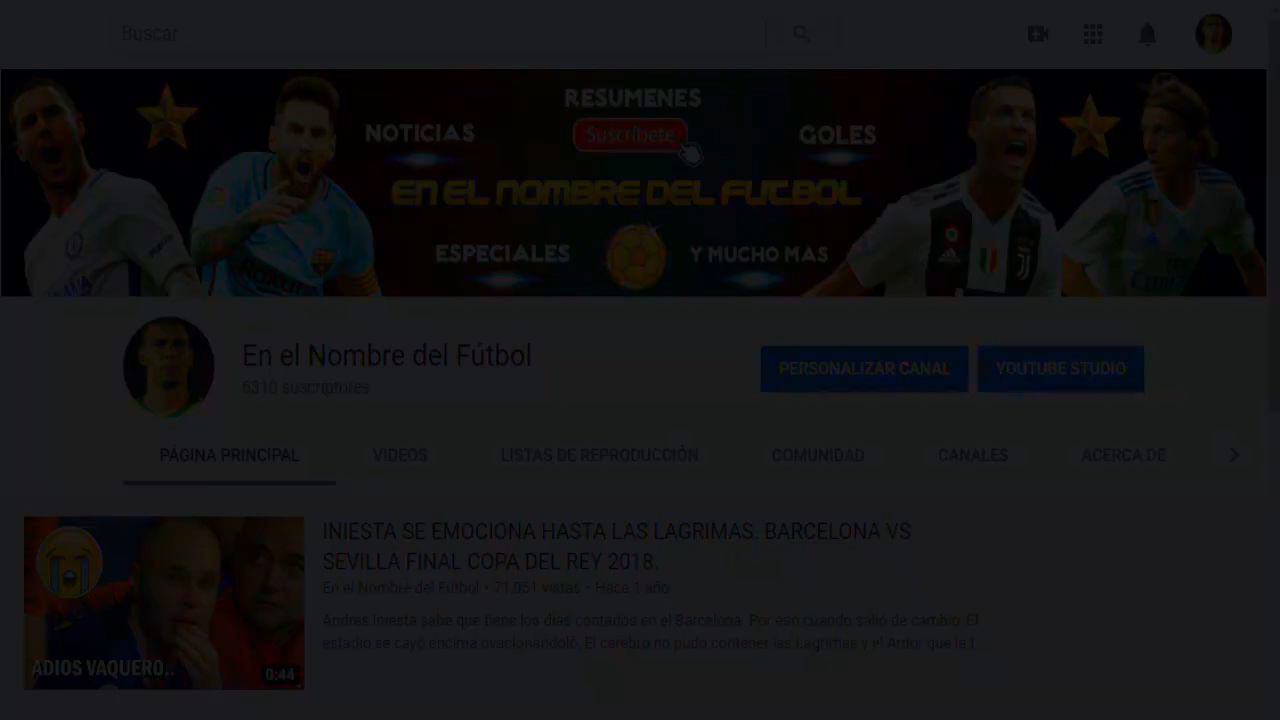 Buscar
RESUMENES
NOTICIAS
Suscríbete
GOLES
EN EL NOMBRE DEL FUTBOL
ESPECIALES
Y MUCHO MAS
En el Nombre del Fútbol
6310 suscriptores
PERSONALIZAR CANAL
YOUTUBE STUDIO
PÁGINA PRINCIPAL
VIDEOS
LISTAS DE REPRODUCCIÓN
COMUNIDAD
CANALES
ACERCA DE
INIESTA SE EMOCIONA HASTA LAS LAGRIMAS. BARCELONA VS
SEVILLA FINAL COPA DEL REY 2018.
En el Nombre del Fútbol • 71,051 vistas • Hace 1 año
Andres Iniesta sabe que tiene los dias contados en el Barcelona. Por eso cuando salió de cambio. El
estadio se cayó encima ovacionandolo. El cerebro no pudo contener las Lagrimas y el Amor que le t...
ADIOS VAQUERO..
0:44